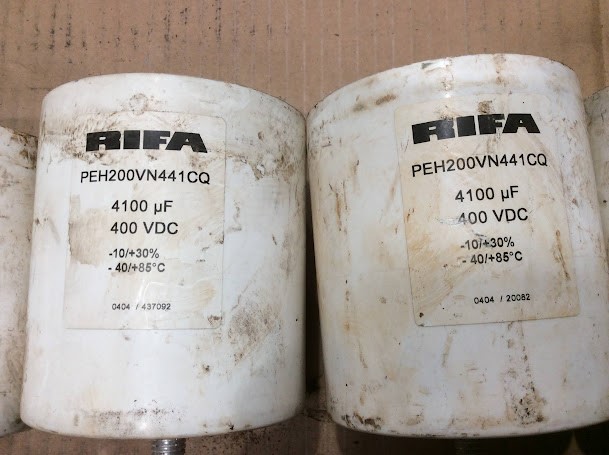 RIFA
PEH200VN441CQ
4100 µF
400 VDC
-10/+30%
- 40/+85°C
0404 / 437092
RIFA
PEH200VN441CQ
4100 µF
400 VDC
-10/+30%
- 40/+85°C
0404 / 20082